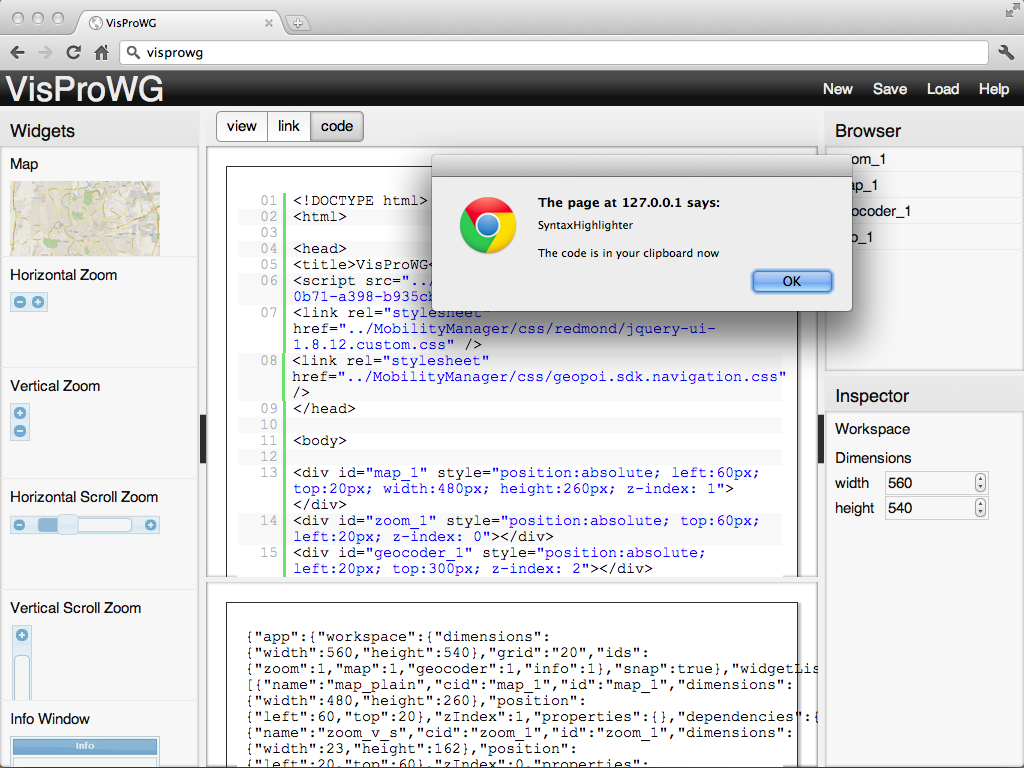 VisProWG
visprowg
VisProWG
New Save Load Help
Widgets
Map
Horizontal Zoom
Vertical Zoom
Horizontal Scroll Zoom
Vertical Scroll Zoom
Info Window
Info
view link code
01 <!DOCTYPE html>
02 <html>
03
04 <head>
05 <title>VisProWG<
06 <script src="../
0b71-a398-b935cb
07 <link rel="stylesheet"
href="../MobilityManager/css/redmond/jquery-ui-
1.8.12.custom.css" />
08 <link rel="stylesheet"
href="../MobilityManager/css/geopoi.sdk.navigation.css"
/>
09 </head>
10
11 <body>
12
13 <div id="map_1" style="position:absolute; left:60px;
top:20px; width:480px; height:260px; z-index: 1">
</div>
14 <div id="zoom_1" style="position:absolute; top:60px;
left:20px; z-index: 0"></div>
15 <div id="geocoder_1" style="position:absolute;
left:20px; top:300px; z-index: 2"></div>
The page at 127.0.0.1 says:
SyntaxHighlighter
The code is in your clipboard now
OK
{"app":{"workspace":{"dimensions":
{"width":560,"height":540},"grid":"20","ids":
{"zoom":1,"map":1,"geocoder":1,"info":1},"snap":true},"widgetLis
[{"name":"map_plain","cid":"map_1","id":"map_1","dimensions":
{"width":480,"height":260},"position":
{"left":60,"top":20},"zIndex":1,"properties":{},"dependencies":{
{"name":"zoom_v_s","cid":"zoom_1","id":"zoom_1","dimensions":
{"width":23,"height":162},"position":
{"left":20,"top":60},"zIndex":0,"properties":
Browser
om_1
ap_1
ocoder_1
o_1
Inspector
Workspace
Dimensions
width 560
height 540